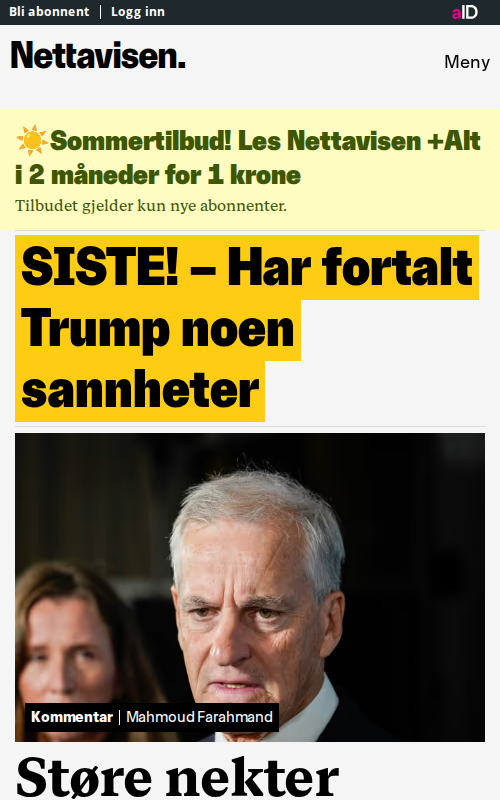 Bli abonnent | Logg inn
aID
Nettavisen.
Meny
☀️Sommertilbud! Les Nettavisen +Alt
i 2 måneder for 1 krone
Tilbudet gjelder kun nye abonnenter.
SISTE! – Har fortalt
Trump noen
sannheter
Kommentar | Mahmoud Farahmand
Støre nekter